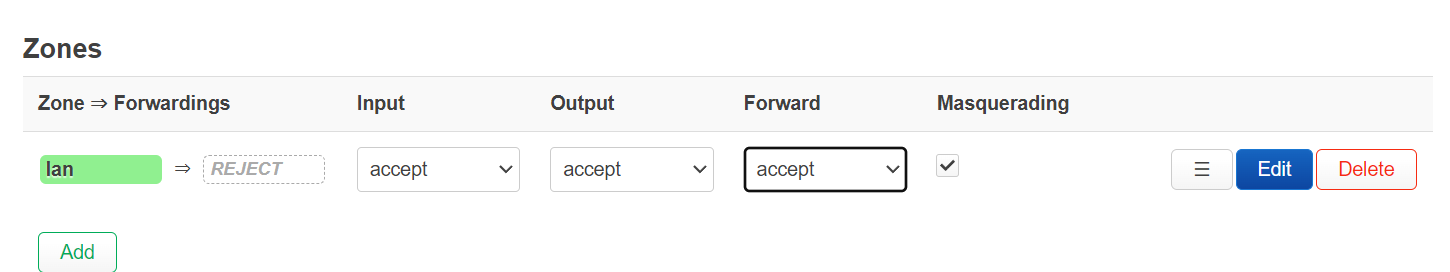 Zones
Zone ⇒ Forwardings Input Output Forward Masquerading
lan ⇒ REJECT accept accept accept ☰ Edit Delete
Add